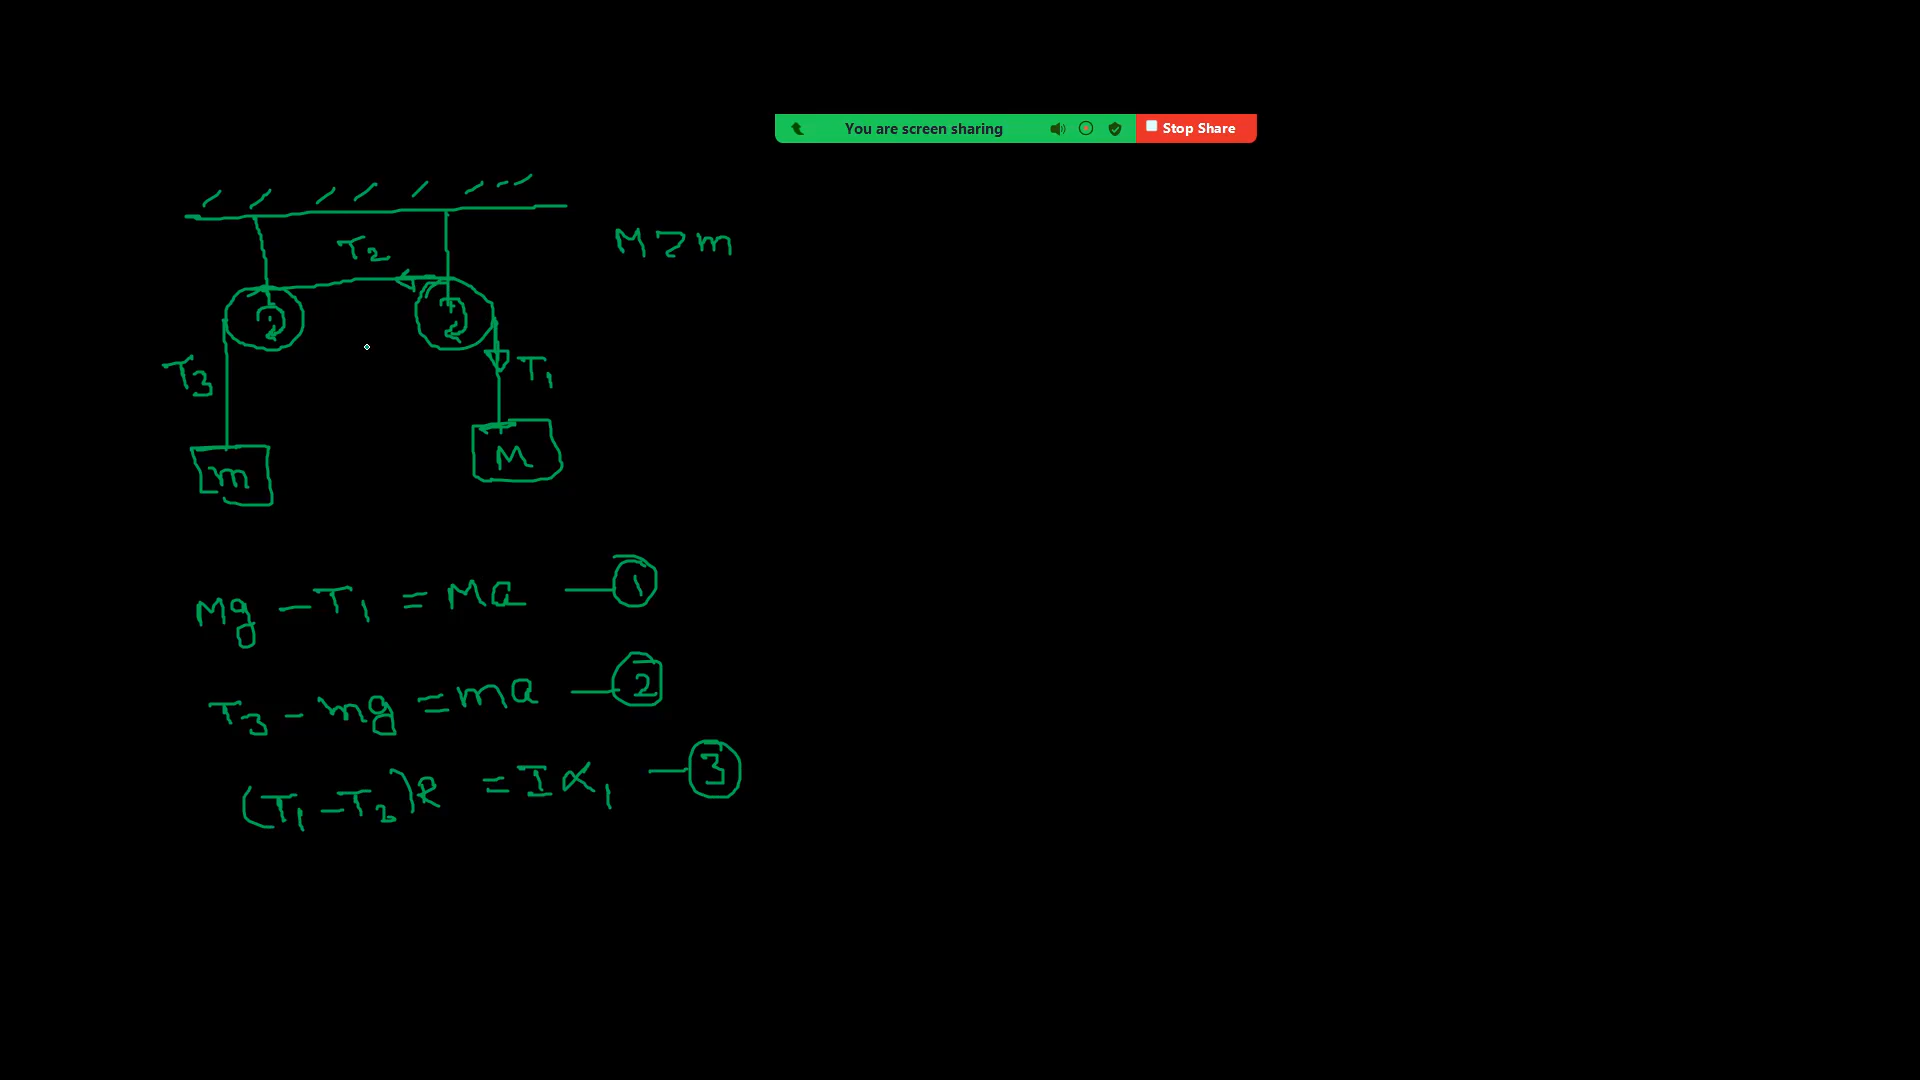 You are screen sharing Stop Share
M > m
T2
T3
T1
m
M
Mg - T1 = Ma — 1
T3 - mg = ma — 2
(T1 - T2)R = Iα1 — 3